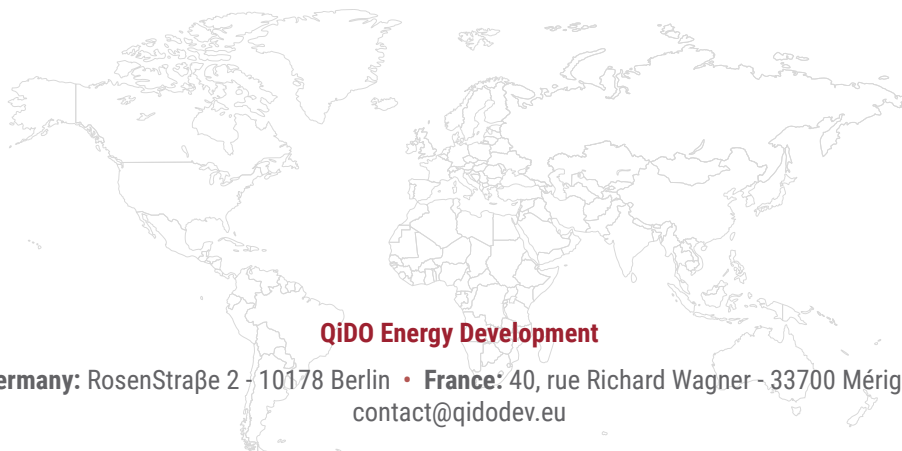 QiDO Energy Development
ermany: RosenStraβe 2 - 10178 Berlin • France: 40, rue Richard Wagner - 33700 Mérig
contact@qidodev.eu